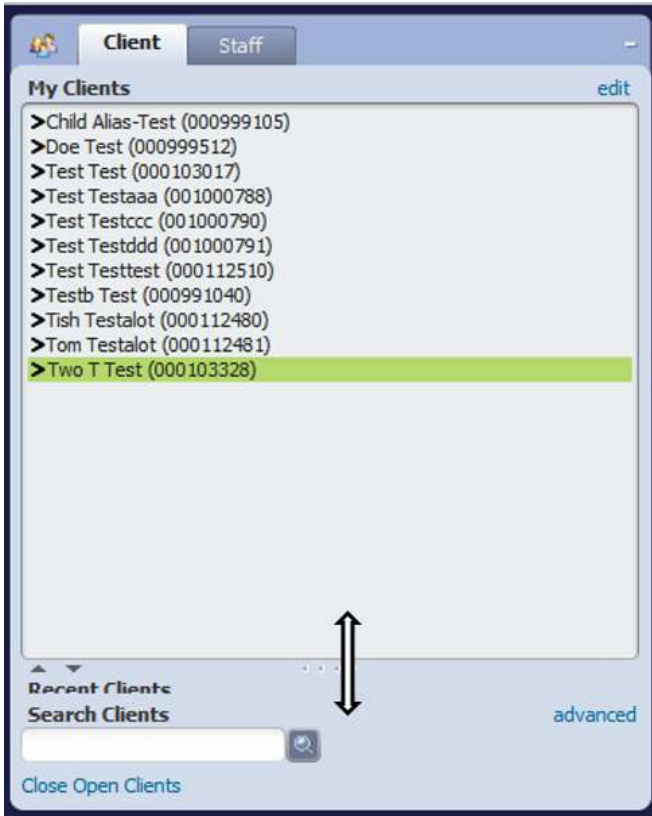 Client Staff
My Clients edit
>Child Alias-Test (000999105)
>Doe Test (000999512)
>Test Test (000103017)
>Test Testaaa (001000788)
>Test Testccc (001000790)
>Test Testddd (001000791)
>Test Testtest (000112510)
>Testb Test (000991040)
>Tish Testalot (000112480)
>Tom Testalot (000112481)
>Two T Test (000103328)
Recent Clients
Search Clients advanced
Close Open Clients